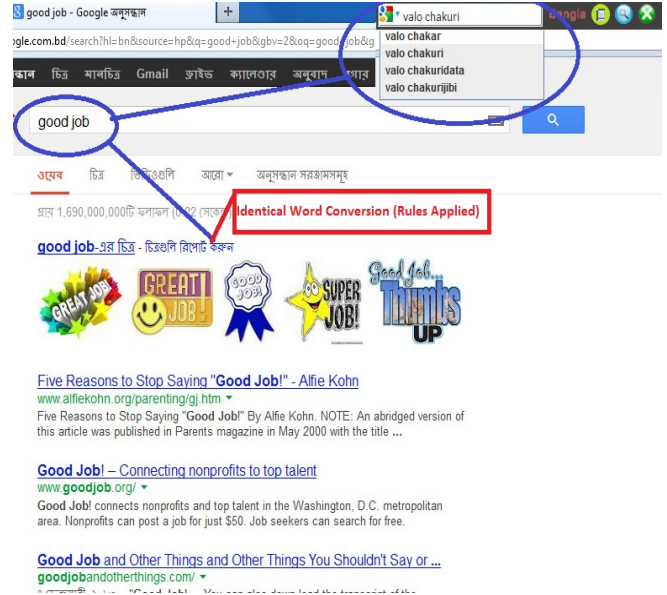 good job - Google অনুসন্ধান
valo chakuri
Bangla
ogle.com.bd/search?hl=bn&source=hp&q=good+job&gbv=2&oq=good+job&g
valo chakar
valo chakuri
valo chakuridata
valo chakurijibi
চিত্র মানচিত্র Gmail ড্রাইভ ক্যালেন্ডার অনুবাদ
good job
ওয়েব চিত্র ভিডিওগুলি আরো অনুসন্ধান সরঞ্জামসমূহ
প্রায় 1,690,000,000টি ফলাফল
Identical Word Conversion (Rules Applied)
good job-এর চিত্র - চিত্রগুলি রিপোর্ট করুন
GREAT JOB!
GREAT! JOB!
GOOD JOB!
SUPER JOB!
Good Job...
Thumbs UP
Five Reasons to Stop Saying "Good Job!" - Alfie Kohn
www.alfiekohn.org/parenting/gj.htm
Five Reasons to Stop Saying "Good Job!" By Alfie Kohn. NOTE: An abridged version of
this article was published in Parents magazine in May 2000 with the title ...
Good Job! – Connecting nonprofits to top talent
www.goodjob.org/
Good Job! connects nonprofits and top talent in the Washington, D.C. metropolitan
area. Nonprofits can post a job for just $50. Job seekers can search for free.
Good Job and Other Things and Other Things You Shouldn't Say or ...
goodjobandotherthings.com/